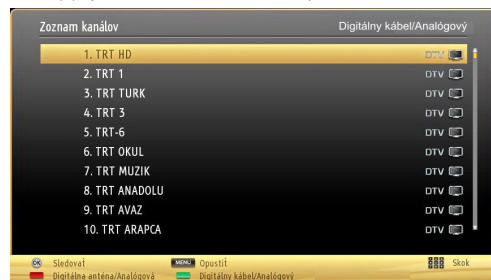 Zoznam kanálov Digitálny kábel/Analógový
1. TRT HD DTV
2. TRT 1 DTV
3. TRT TURK DTV
4. TRT 3 DTV
5. TRT-6 DTV
6. TRT OKUL DTV
7. TRT MUZIK DTV
8. TRT ANADOLU DTV
9. TRT AVAZ DTV
10. TRT ARAPCA DTV
OK Sledovať MENU Opustiť Skok
Digitálna anténa/Analógová Digitálny kábel/Analógový